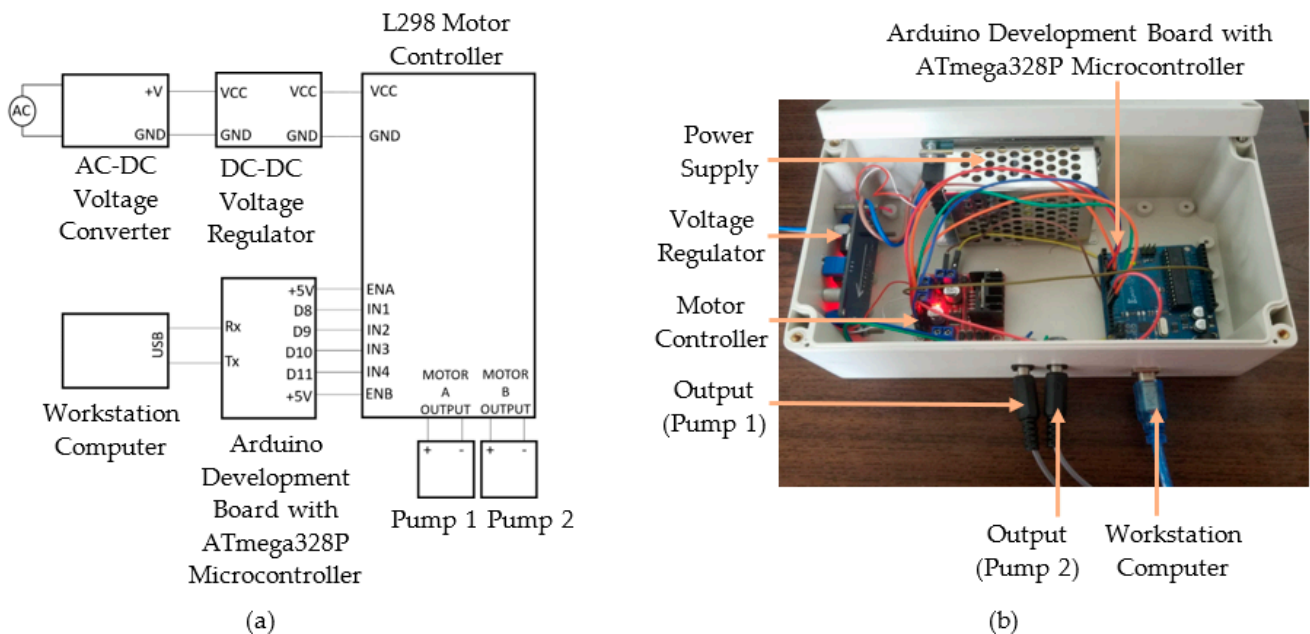 L298 Motor
Controller
AC
+V
GND
AC-DC
Voltage
Converter
VCC
VCC
GND
GND
DC-DC
Voltage
Regulator
VCC
GND
ENA
IN1
IN2
IN3
IN4
ENB
MOTOR
A
OUTPUT
MOTOR
B
OUTPUT
USB
Workstation
Computer
Rx
Tx
+5V
D8
D9
D10
D11
+5V
Arduino
Development
Board with
ATmega328P
Microcontroller
+ -
+ -
Pump 1
Pump 2
(a)
Arduino Development Board with
ATmega328P Microcontroller
Power
Supply
Voltage
Regulator
Motor
Controller
Output
(Pump 1)
Output
(Pump 2)
Workstation
Computer
(b)